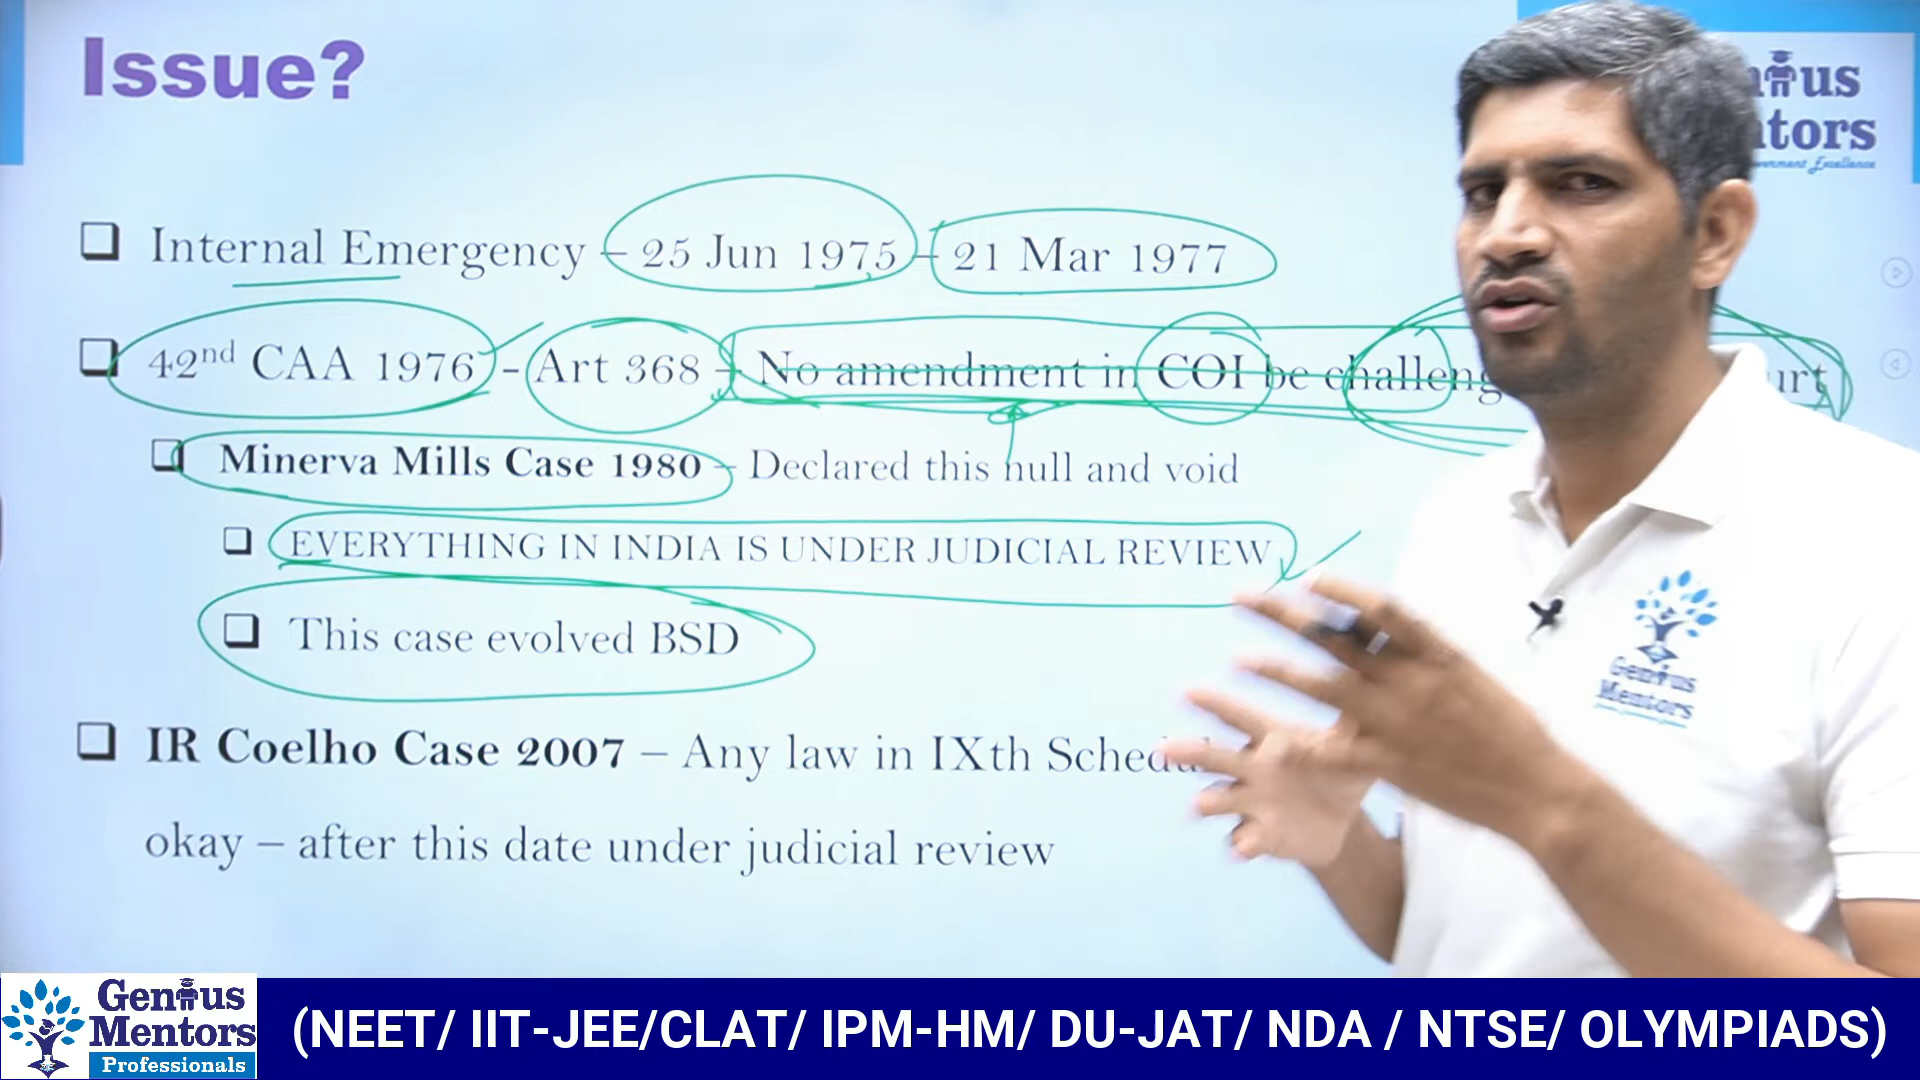 Issue?
Internal Emergency – 25 Jun 1975 – 21 Mar 1977
42nd CAA 1976 - Art 368 - No amendment in COI be
Minerva Mills Case 1980 – Declared this null and void
EVERYTHING IN INDIA IS UNDER JUDICIAL REVIEW
This case evolved BSD
IR Coelho Case 2007 – Any law in IXth
okay – after this date under judicial review
Genius
Mentors
Genius
Mentors
Professionals
(NEET/ IIT-JEE/CLAT/ IPM-HM/ DU-JAT/ NDA / NTSE/ OLYMPIADS)